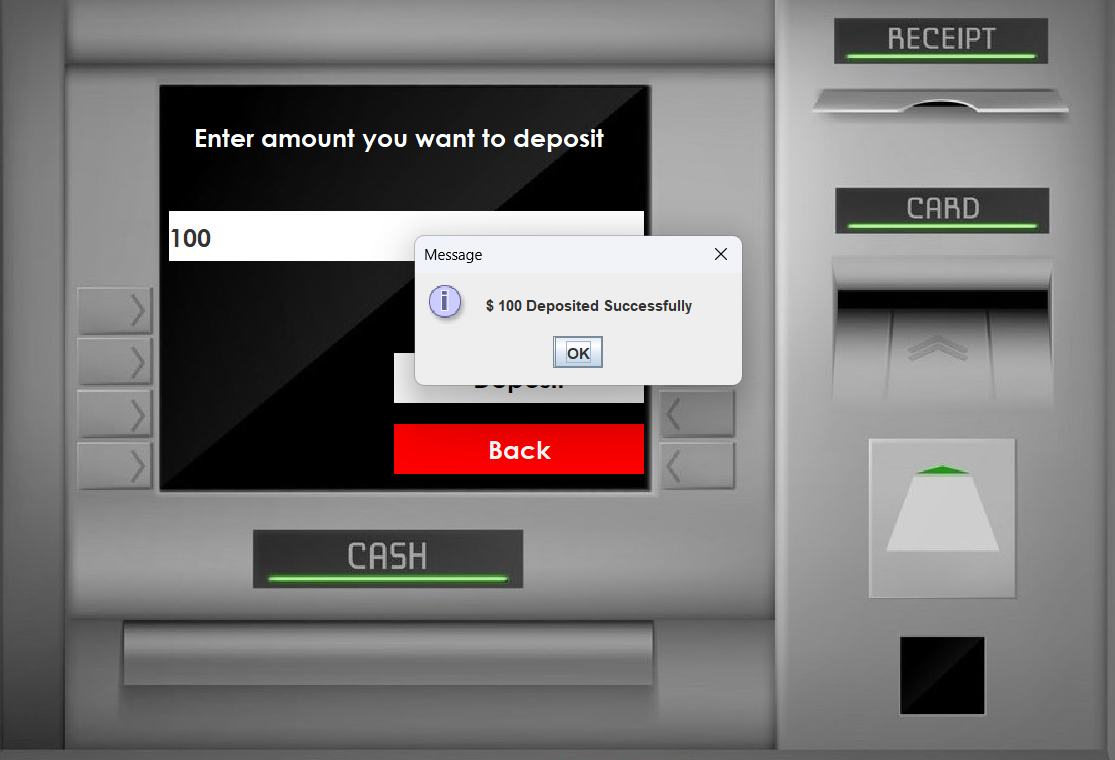 RECEIPT
Enter amount you want to deposit
CARD
100
Message
i
$ 100 Deposited Successfully
OK
Deposit
Back
CASH